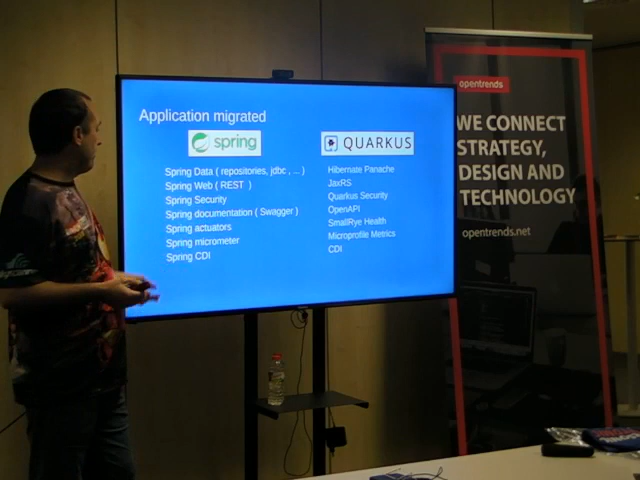 Application migrated
spring
Spring Data ( repositories, jdbc , ... )
Spring Web ( REST )
Spring Security
Spring documentation ( Swagger )
Spring actuators
Spring micrometer
Spring CDI
QUARKUS
Hibernate Panache
JaxRS
Quarkus Security
OpenAPI
SmallRye Health
Microprofile Metrics
CDI
opentrends
WE CONNECT
STRATEGY,
DESIGN AND
TECHNOLOGY
opentrends.net